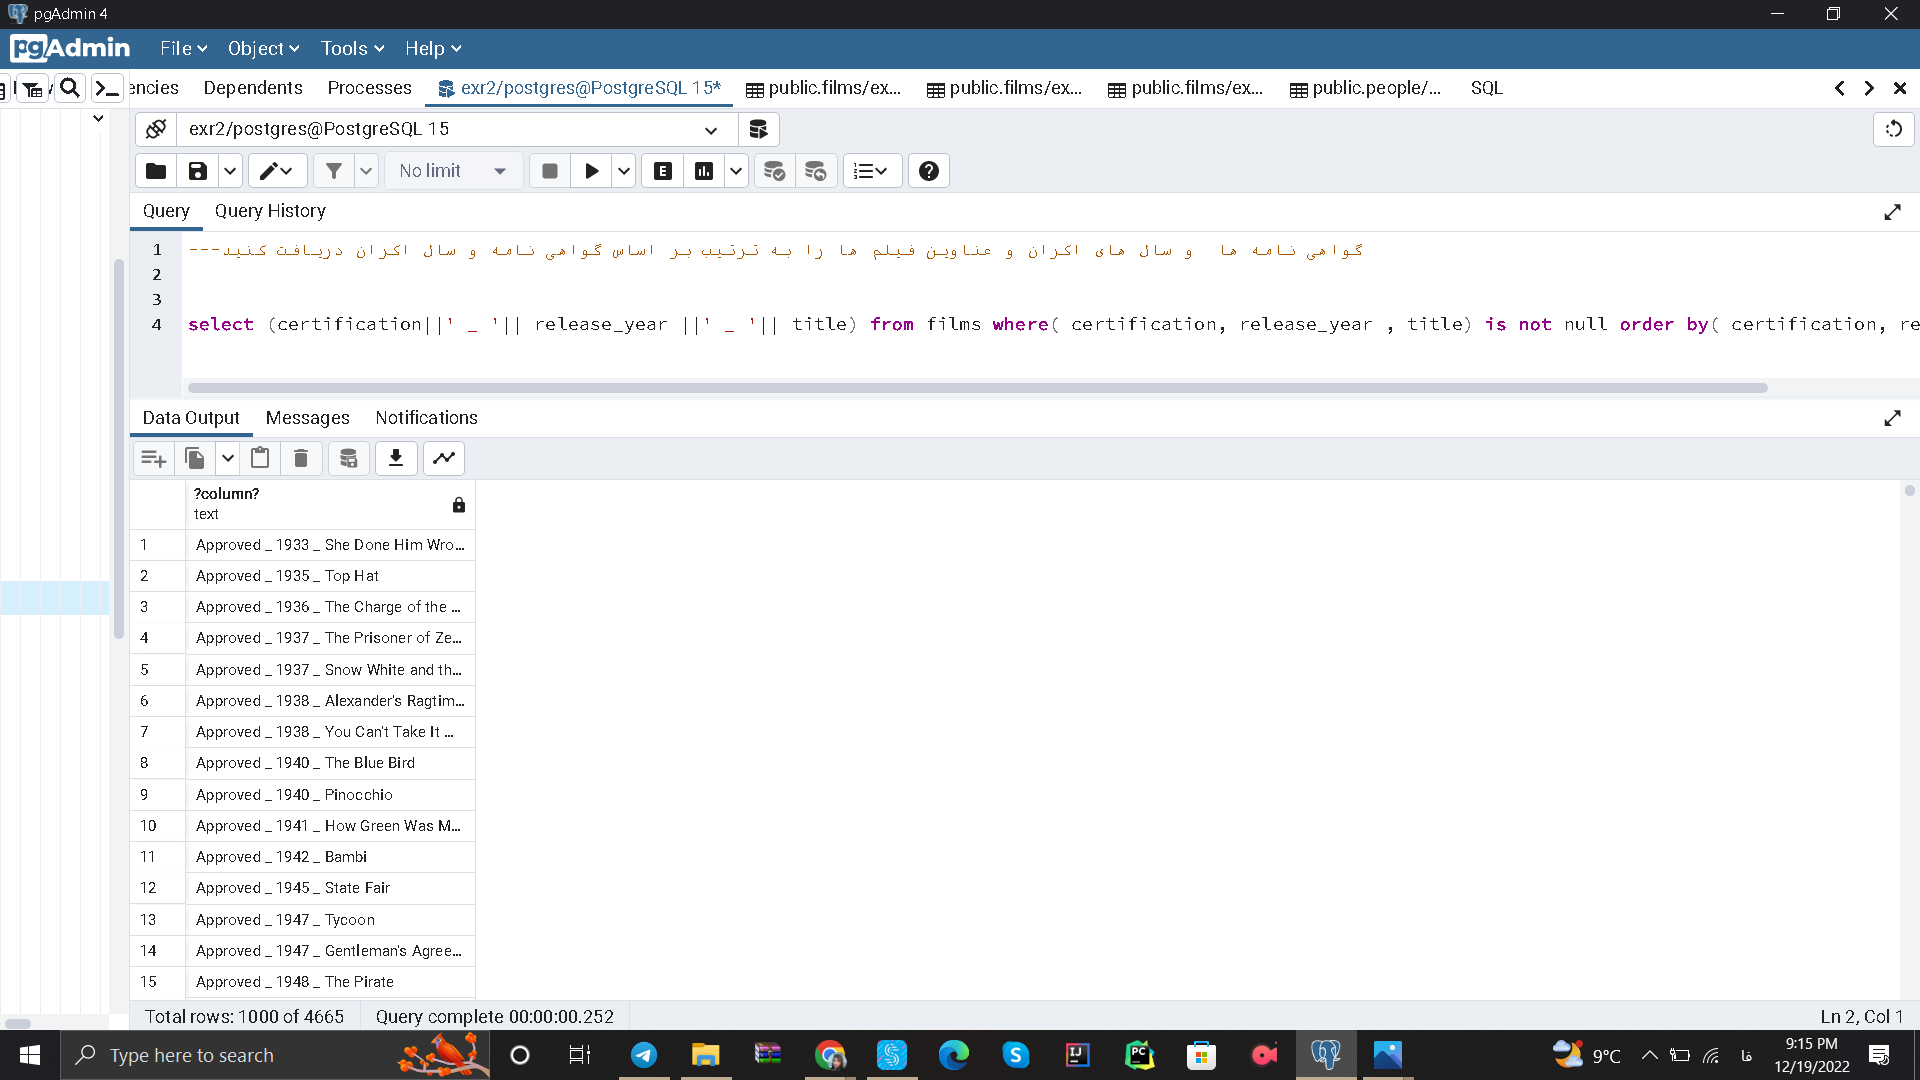 pgAdmin 4
pgAdmin File Object Tools Help
encies Dependents Processes exr2/postgres@PostgreSQL 15* public.films/ex... public.films/ex... public.films/ex... public.people/... SQL
exr2/postgres@PostgreSQL 15
No limit
Query Query History
1 ---گواهی نامه ها و سال های اکران و عناوین فیلم ها را به ترتیب بر اساس گواهی نامه و سال اکران دریافت کنید
2
3
4 select (certification||' _ '|| release_year ||' _ '|| title) from films where( certification, release_year , title) is not null order by( certification, re
Data Output Messages Notifications
?column?
text
1 Approved _ 1933 _ She Done Him Wro...
2 Approved _ 1935 _ Top Hat
3 Approved _ 1936 _ The Charge of the ...
4 Approved _ 1937 _ The Prisoner of Ze...
5 Approved _ 1937 _ Snow White and th...
6 Approved _ 1938 _ Alexander's Ragtim...
7 Approved _ 1938 _ You Can't Take It ...
8 Approved _ 1940 _ The Blue Bird
9 Approved _ 1940 _ Pinocchio
10 Approved _ 1941 _ How Green Was M...
11 Approved _ 1942 _ Bambi
12 Approved _ 1945 _ State Fair
13 Approved _ 1947 _ Tycoon
14 Approved _ 1947 _ Gentleman's Agree...
15 Approved _ 1948 _ The Pirate
Total rows: 1000 of 4665 Query complete 00:00:00.252 Ln 2, Col 1
Type here to search 9°C فا 9:15 PM
12/19/2022